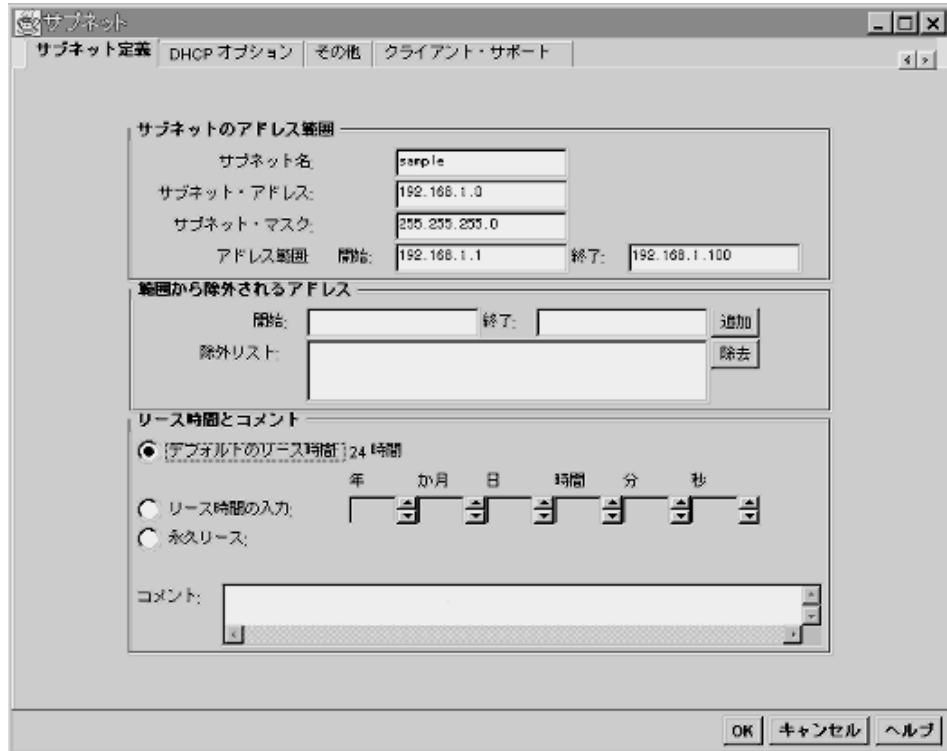 サブネット
サブネット定義 DHCP オプション その他 クライアント・サポート
サブネットのアドレス範囲
サブネット名: sample
サブネット・アドレス: 192.168.1.0
サブネット・マスク: 255.255.255.0
アドレス範囲 開始: 192.168.1.1 終了: 192.168.1.100
範囲から除外されるアドレス
開始: 終了: 追加
除外リスト: 除去
リース時間とコメント
デフォルトのリース時間 24 時間
年 か月 日 時間 分 秒
リース時間の入力:
永久リース:
コメント:
OK キャンセル ヘルプ